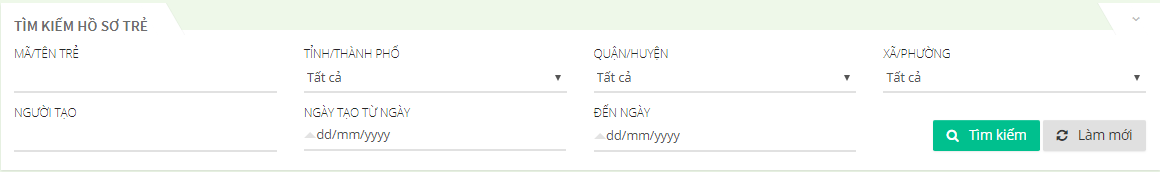 TÌM KIẾM HỒ SƠ TRẺ
MÃ/TÊN TRẺ TỈNH/THÀNH PHỐ QUẬN/HUYỆN XÃ/PHƯỜNG
Tất cả Tất cả Tất cả
NGƯỜI TẠO NGÀY TẠO TỪ NGÀY ĐẾN NGÀY
dd/mm/yyyy dd/mm/yyyy Tìm kiếm Làm mới